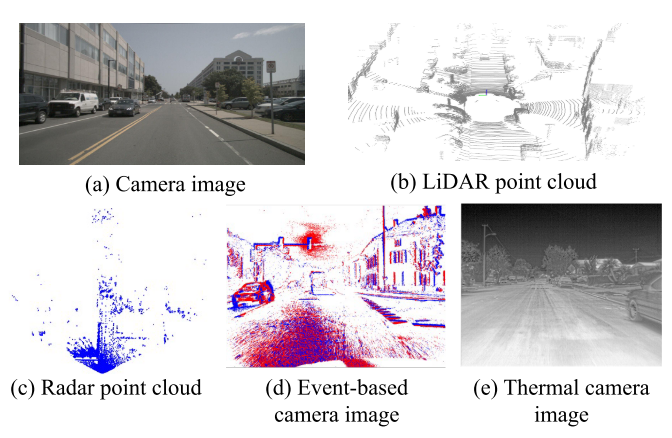 (a) Camera image
(b) LiDAR point cloud
(c) Radar point cloud
(d) Event-based
camera image
(e) Thermal camera
image